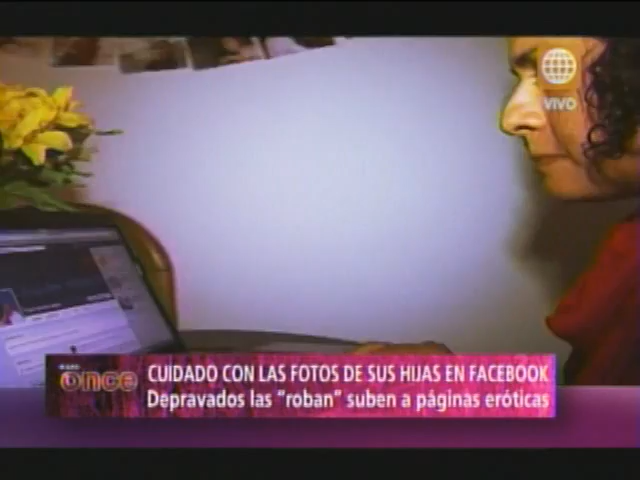 VIVO
once
CUIDADO CON LAS FOTOS DE SUS HIJAS EN FACEBOOK
Depravados las "roban" suben a páginas eróticas